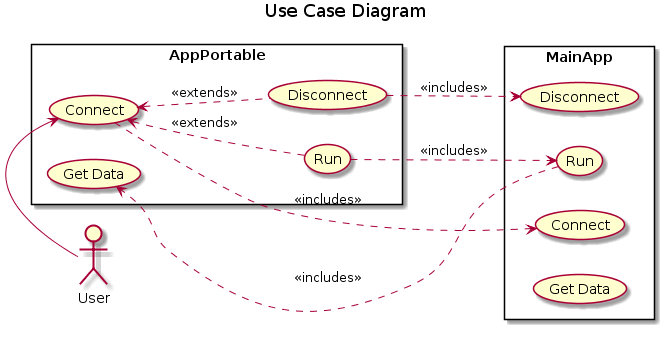 Use Case Diagram
AppPortable
MainApp
Connect
«extends»
Disconnect
«includes»
Disconnect
«extends»
Run
«includes»
Run
Get Data
«includes»
Connect
User
«includes»
Get Data